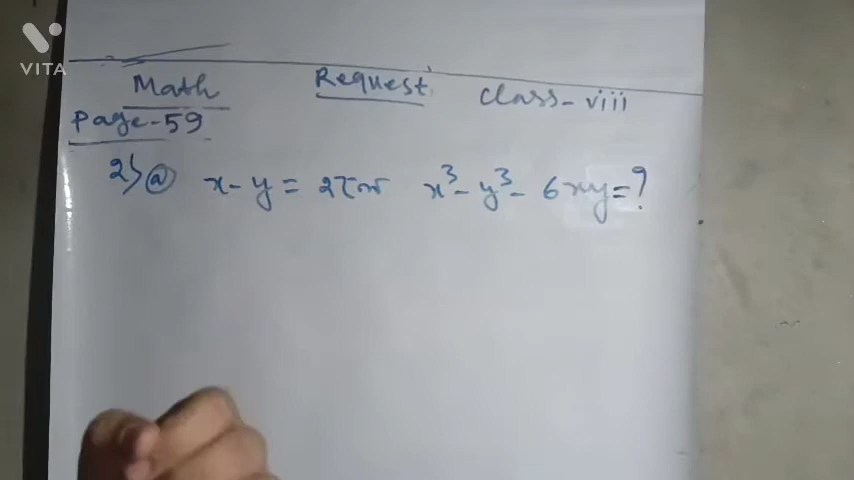 VITA
Math Request Class-viii
Page-59
2) ⓐ x - y = 2 হলে x³ - y³ - 6xy = ?